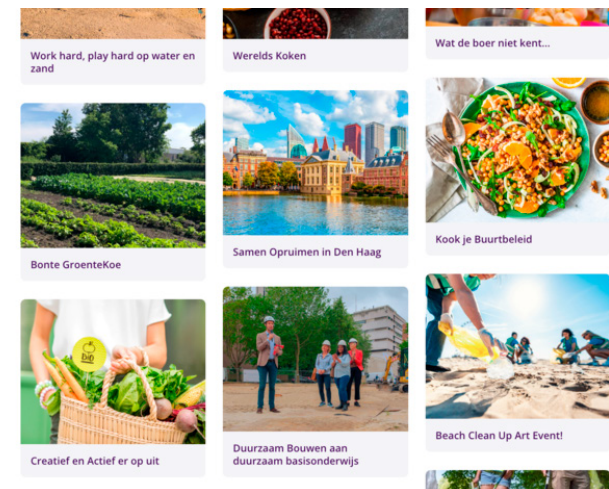 Work hard, play hard op water en
zand
Werelds Koken
Wat de boer niet kent...
Bonte GroenteKoe
Samen Opruimen in Den Haag
Kook je Buurtbeleid
bio
Creatief en Actief er op uit
Duurzaam Bouwen aan
duurzaam basisonderwijs
Beach Clean Up Art Event!